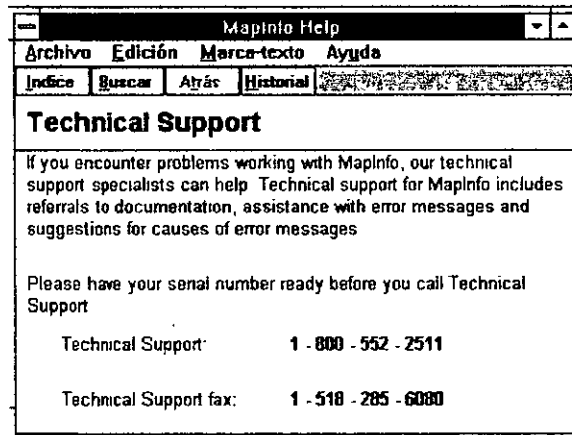 MapInfo Help
Archivo Edición Marca-texto Ayuda
Indice Buscar Atrás Historial
Technical Support
If you encounter problems working with MapInfo, our technical
support specialists can help Technical support for MapInfo includes
referrals to documentation, assistance with error messages and
suggestions for causes of error messages
Please have your serial number ready before you call Technical
Support
Technical Support: 1 - 800 - 552 - 2511
Technical Support fax: 1 - 518 - 285 - 6080